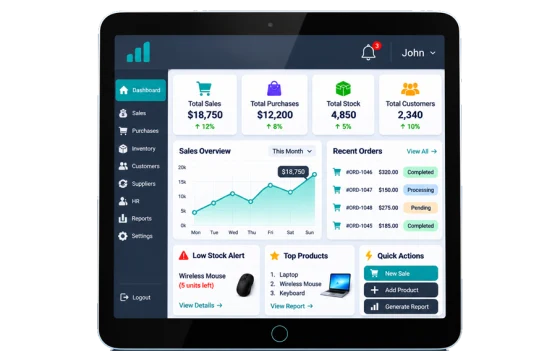 3
John
Dashboard
Sales
Purchases
Inventory
Customers
Suppliers
HR
Reports
Settings
Logout
Total Sales
$18,750
↑ 12%
Total Purchases
$12,200
↑ 8%
Total Stock
4,850
↑ 5%
Total Customers
2,340
↑ 10%
Sales Overview
This Month
$18,750
20k
15k
10k
5k
0k
Mon Tue Wed Thu Fri Sat Sun
Recent Orders
View All →
#ORD-1046 $320.00 Completed
#ORD-1047 $150.00 Processing
#ORD-1048 $275.00 Pending
#ORD-1045 $185.00 Completed
Low Stock Alert
Wireless Mouse
(5 units left)
View Details →
Top Products
1. Laptop
2. Wireless Mouse
3. Keyboard
View Report →
Quick Actions
New Sale
Add Product
Generate Report